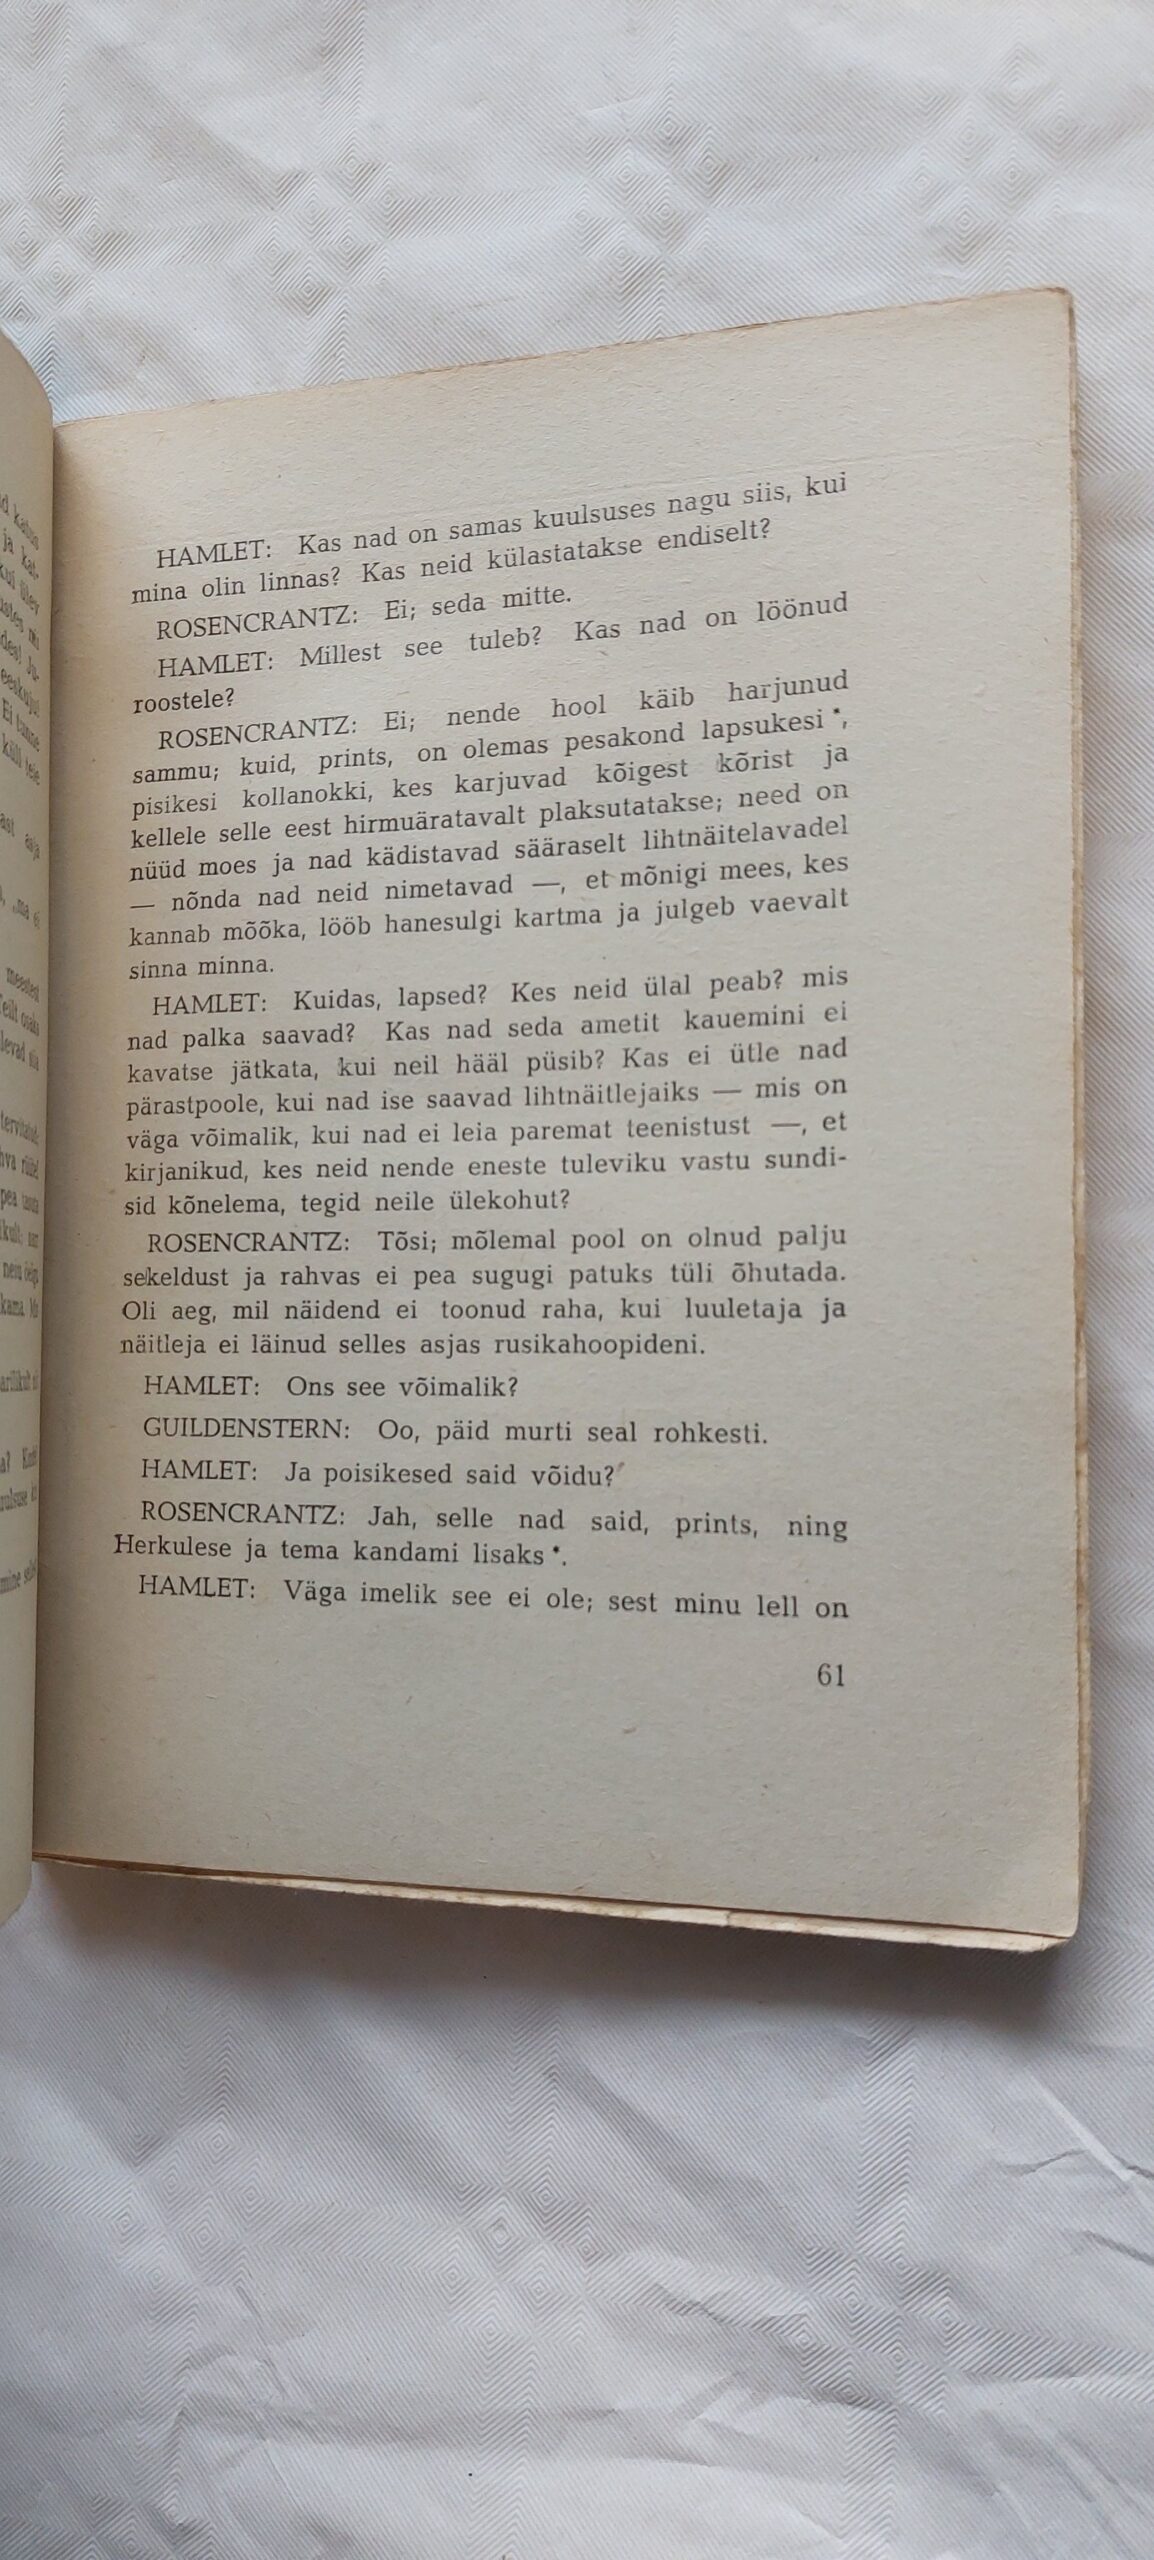 HAMLET: Kas nad on samas kuulsuses nagu siis, kui
mina olin linnas? Kas neid külastatakse endiselt?
ROSENCRANTZ: Ei; seda mitte.
HAMLET: Millest see tuleb? Kas nad on löönud
roostele?
ROSENCRANTZ: Ei; nende hool käib harjunud
sammu; kuid, prints, on olemas pesakond lapsukesi *,
pisikesi kollanokki, kes karjuvad kõigest kõrist ja
kellele selle eest hirmuäratavalt plaksutatakse; need on
nüüd moes ja nad kädistavad sääraselt lihtnäitelavadel
— nõnda nad neid nimetavad —, et mõnigi mees, kes
kannab mõõka, lööb hanesulgi kartma ja julgeb vaevalt
sinna minna.
HAMLET: Kuidas, lapsed? Kes neid ülal peab? mis
nad palka saavad? Kas nad seda ametit kauemini ei
kavatse jätkata, kui neil hääl püsib? Kas ei ütle nad
pärastpoole, kui nad ise saavad lihtnäitlejaiks — mis on
väga võimalik, kui nad ei leia paremat teenistust —, et
kirjanikud, kes neid nende eneste tuleviku vastu sundi-
sid kõnelema, tegid neile ülekohut?
ROSENCRANTZ: Tõsi; mõlemal pool on olnud palju
sekeldust ja rahvas ei pea sugugi patuks tüli õhutada.
Oli aeg, mil näidend ei toonud raha, kui luuletaja ja
näitleja ei läinud selles asjas rusikahoopideni.
HAMLET: Ons see võimalik?
GUILDENSTERN: Oo, päid murti seal rohkesti.
HAMLET: Ja poisikesed said võidu?
ROSENCRANTZ: Jah, selle nad said, prints, ning
Herkulese ja tema kandami lisaks *.
HAMLET: Väga imelik see ei ole; sest minu lell on
61